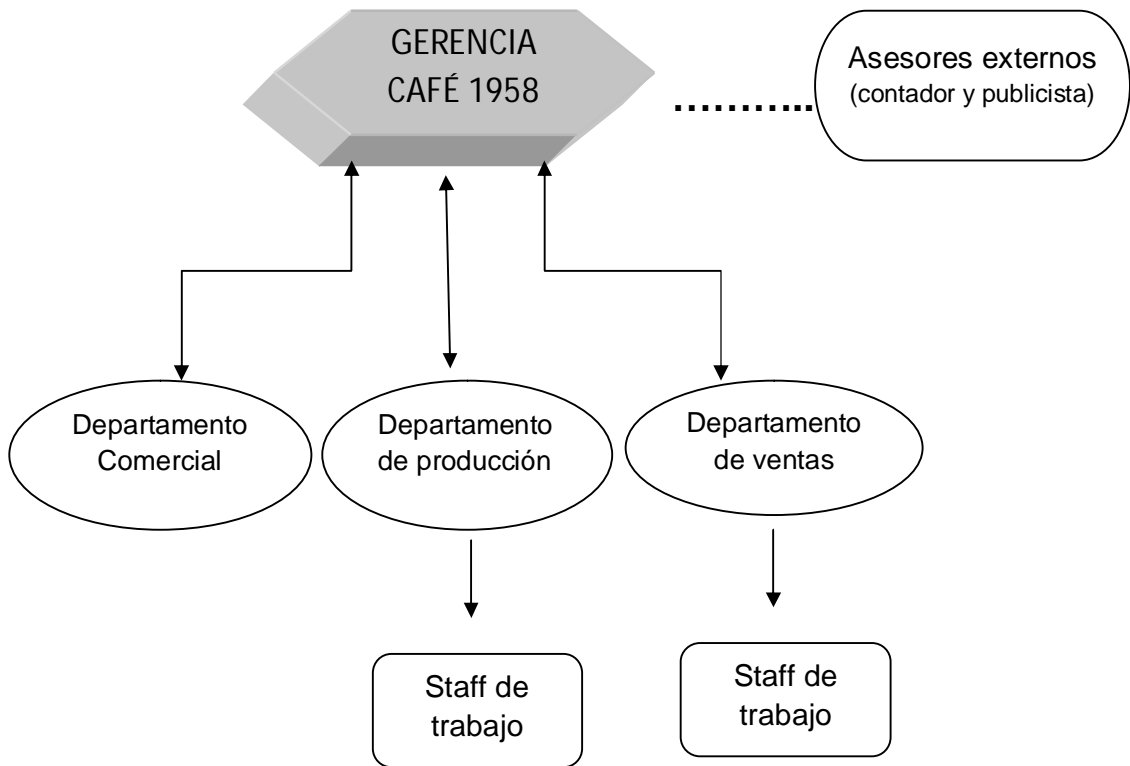 GERENCIA
CAFÉ 1958
Asesores externos
(contador y publicista)
Departamento
Comercial
Departamento
de producción
Departamento
de ventas
Staff de
trabajo
Staff de
trabajo